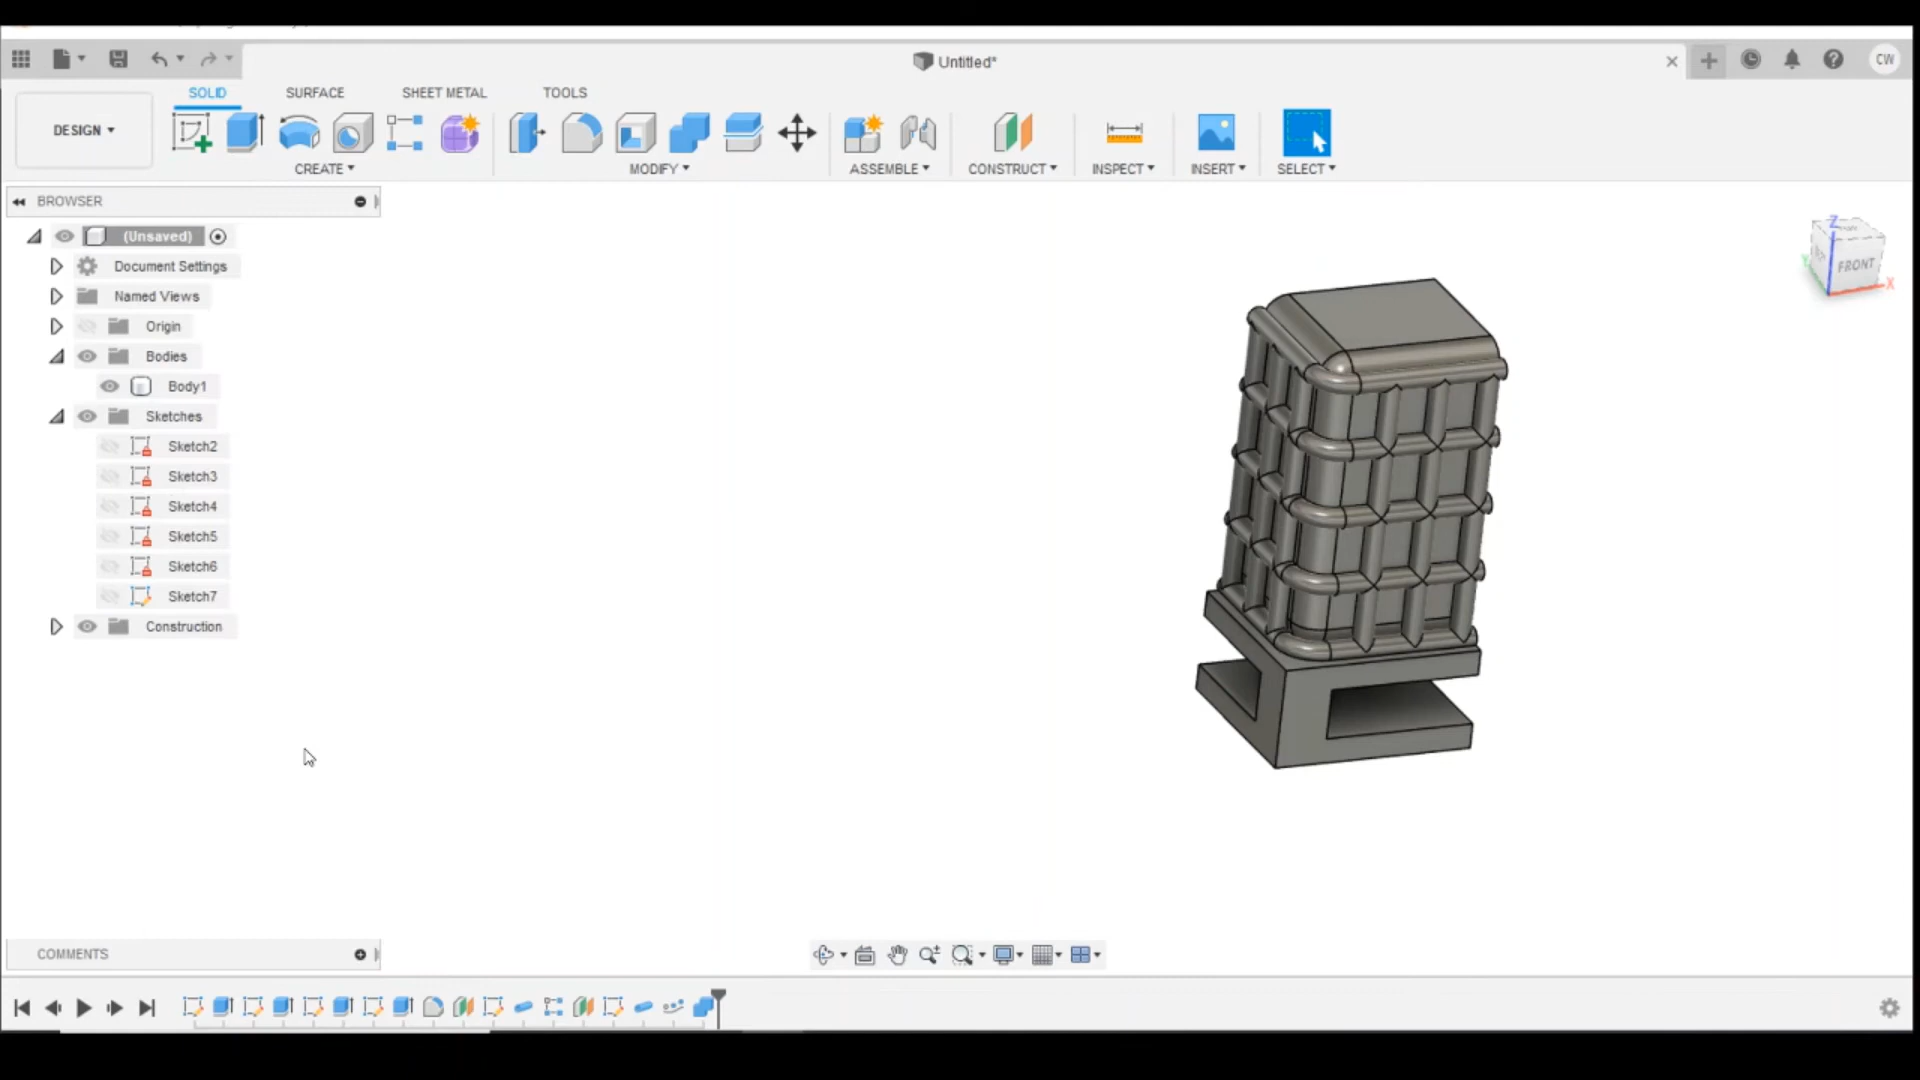 Untitled*
CW
SOLID
SURFACE
SHEET METAL
TOOLS
DESIGN
CREATE
MODIFY
ASSEMBLE
CONSTRUCT
INSPECT
INSERT
SELECT
BROWSER
(Unsaved)
Document Settings
Named Views
Origin
Bodies
Body1
Sketches
Sketch2
Sketch3
Sketch4
Sketch5
Sketch6
Sketch7
Construction
Z
FRONT
X
COMMENTS